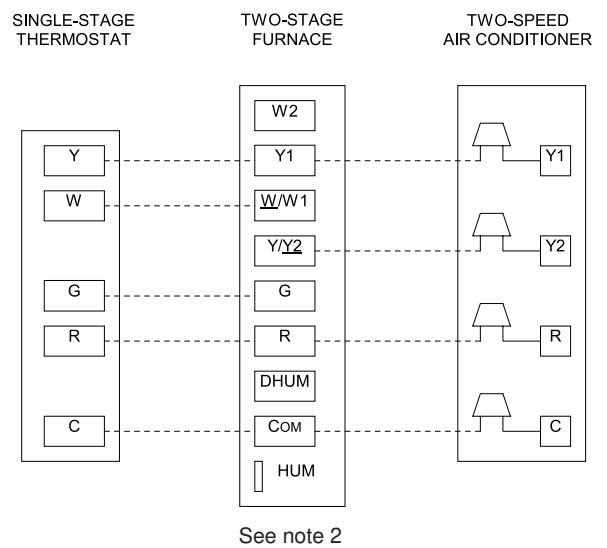 SINGLE-STAGE
THERMOSTAT
TWO-STAGE
FURNACE
TWO-SPEED
AIR CONDITIONER
W2
Y Y1 Y1
W W/W1
Y/Y2 Y2
G G
R R R
DHUM
C COM C
HUM
See note 2